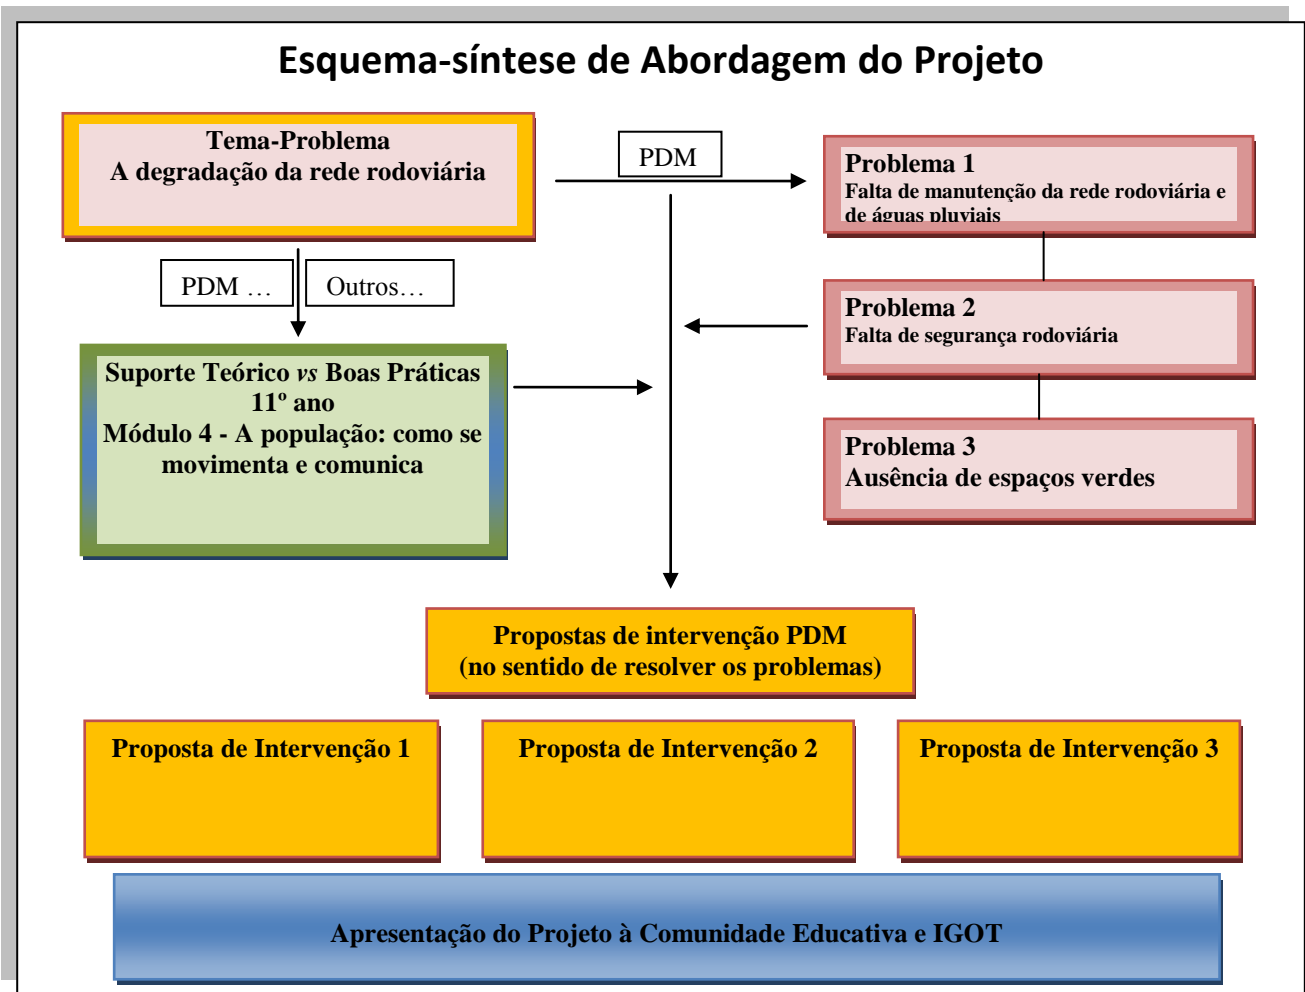 Esquema-síntese de Abordagem do Projeto
Tema-Problema
A degradação da rede rodoviária
PDM
Problema 1
Falta de manutenção da rede rodoviária e
de águas pluviais
PDM …
Outros…
Problema 2
Falta de segurança rodoviária
Suporte Teórico vs Boas Práticas
11º ano
Módulo 4 - A população: como se
movimenta e comunica
Problema 3
Ausência de espaços verdes
Propostas de intervenção PDM
(no sentido de resolver os problemas)
Proposta de Intervenção 1
Proposta de Intervenção 2
Proposta de Intervenção 3
Apresentação do Projeto à Comunidade Educativa e IGOT